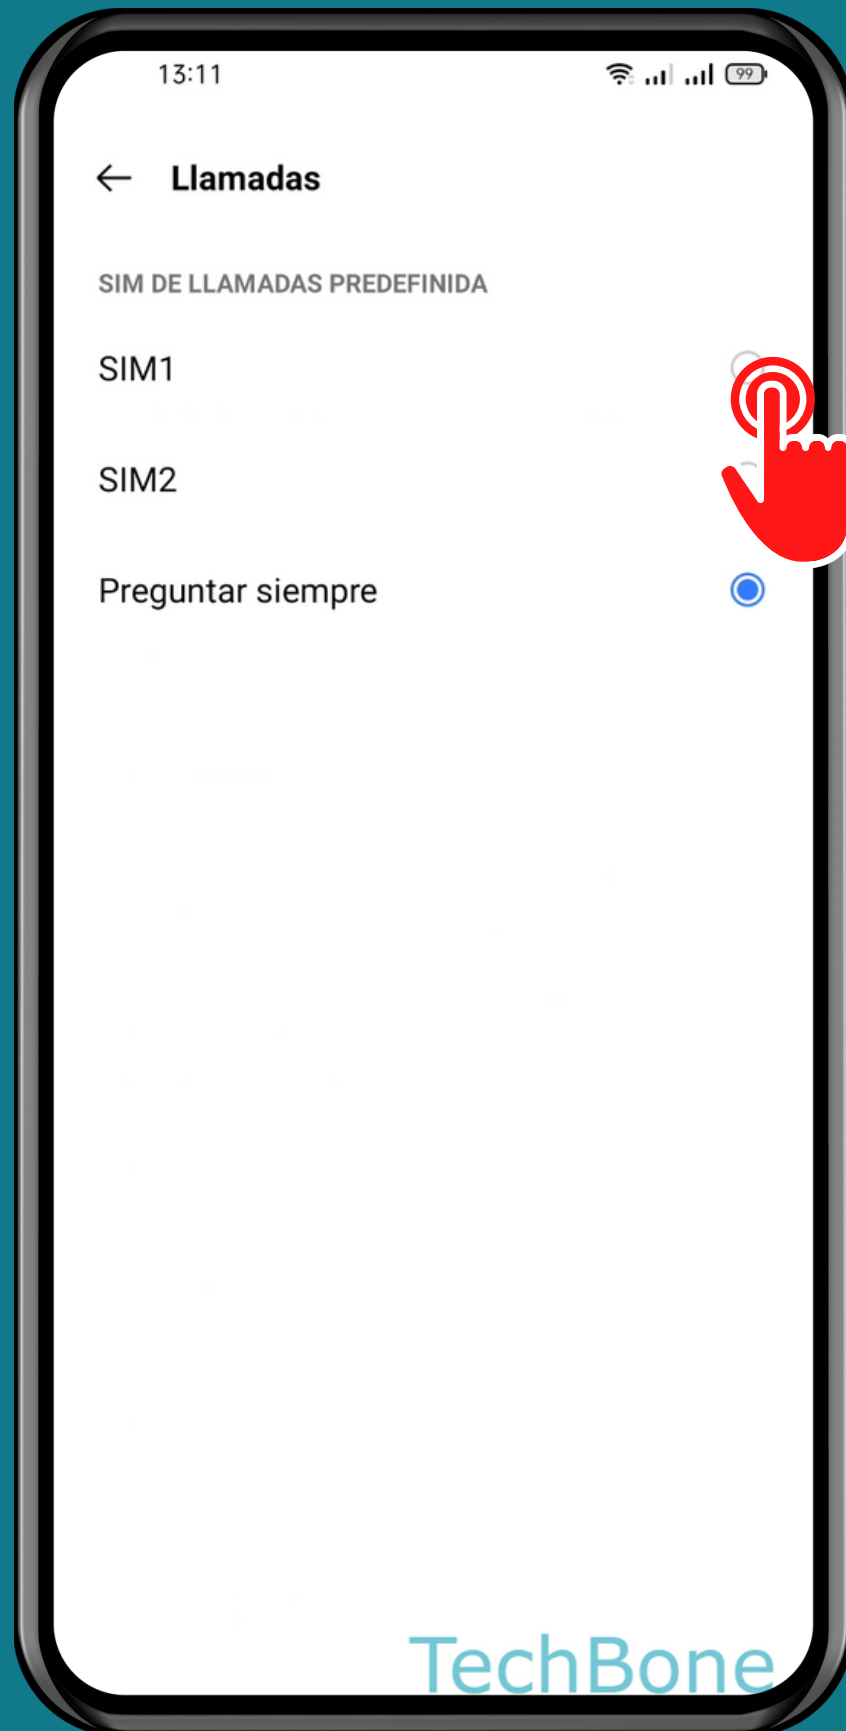 13:11
99
Llamadas
SIM DE LLAMADAS PREDEFINIDA
SIM1
SIM2
Preguntar siempre
TechBone